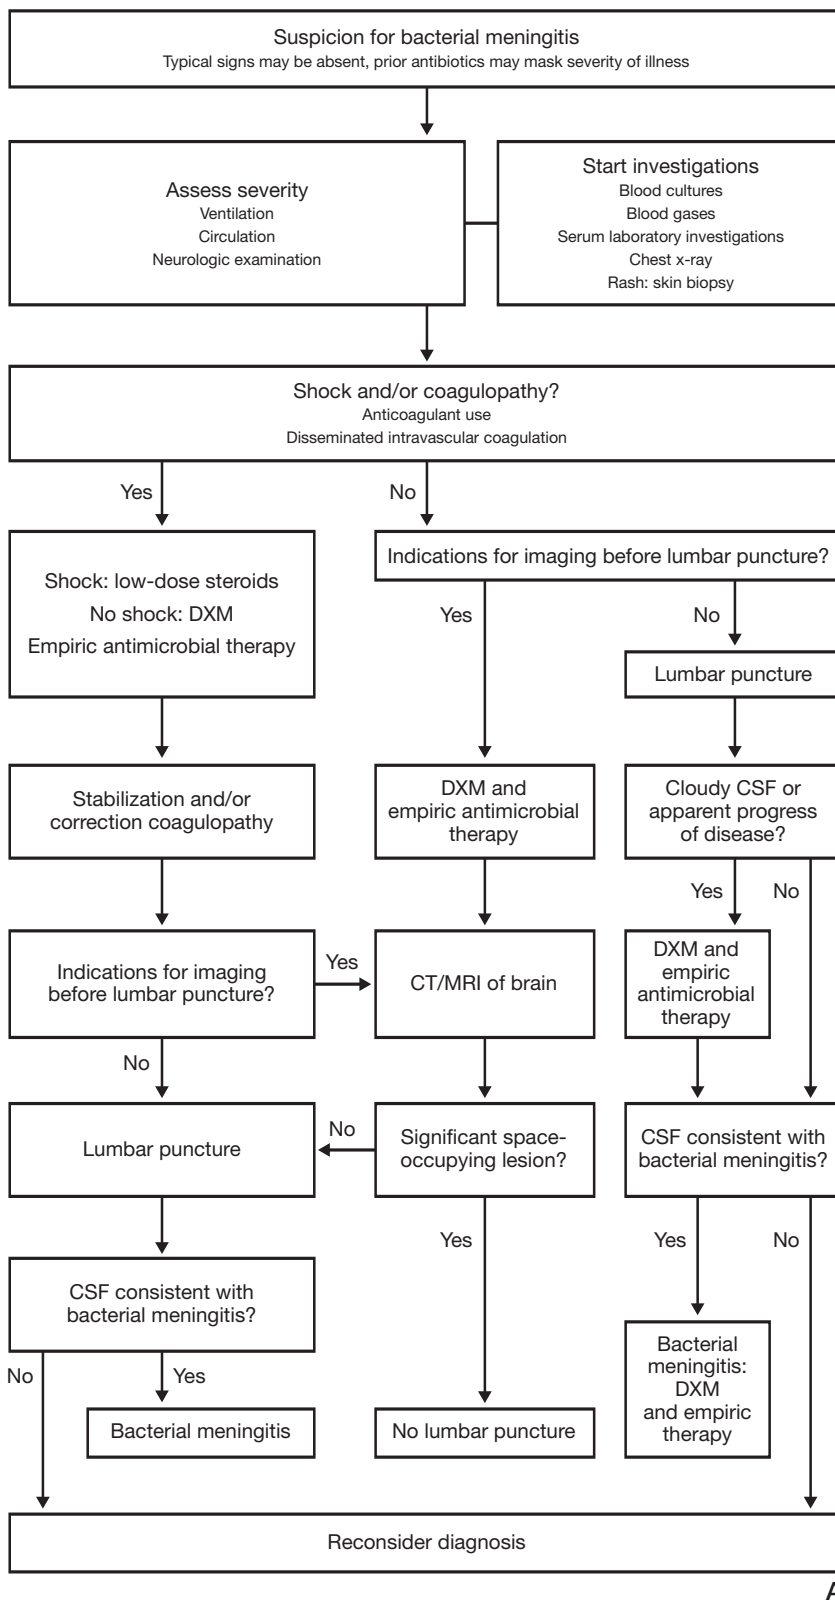 Suspicion for bacterial meningitis
Typical signs may be absent, prior antibiotics may mask severity of illness
Assess severity
Ventilation
Circulation
Neurologic examination
Start investigations
Blood cultures
Blood gases
Serum laboratory investigations
Chest x-ray
Rash: skin biopsy
Shock and/or coagulopathy?
Anticoagulant use
Disseminated intravascular coagulation
Yes
No
Shock: low-dose steroids
No shock: DXM
Empiric antimicrobial therapy
Indications for imaging before lumbar puncture?
Yes
No
Lumbar puncture
Stabilization and/or
correction coagulopathy
DXM and
empiric antimicrobial
therapy
Cloudy CSF or
apparent progress
of disease?
Yes
No
Indications for imaging
before lumbar puncture?
Yes
CT/MRI of brain
DXM and
empiric
antimicrobial
therapy
No
Lumbar puncture
No
Significant space-
occupying lesion?
CSF consistent with
bacterial meningitis?
Yes
Yes
No
CSF consistent with
bacterial meningitis?
No
Yes
Bacterial meningitis
No lumbar puncture
Bacterial
meningitis:
DXM
and empiric
therapy
Reconsider diagnosis
A